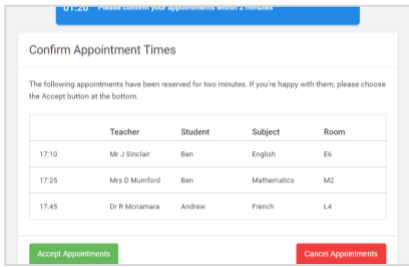 01:20 Please confirm your appointments within 2 minutes
Confirm Appointment Times
The following appointments have been reserved for two minutes. If you're happy with them, please choose
the Accept button at the bottom.
Teacher Student Subject Room
17:10 Mr J Sinclair Ben English E6
17:25 Mrs D Mumford Ben Mathematics M2
17:45 Dr R Mcnamara Andrew French L4
Accept Appointments Cancel Appointments